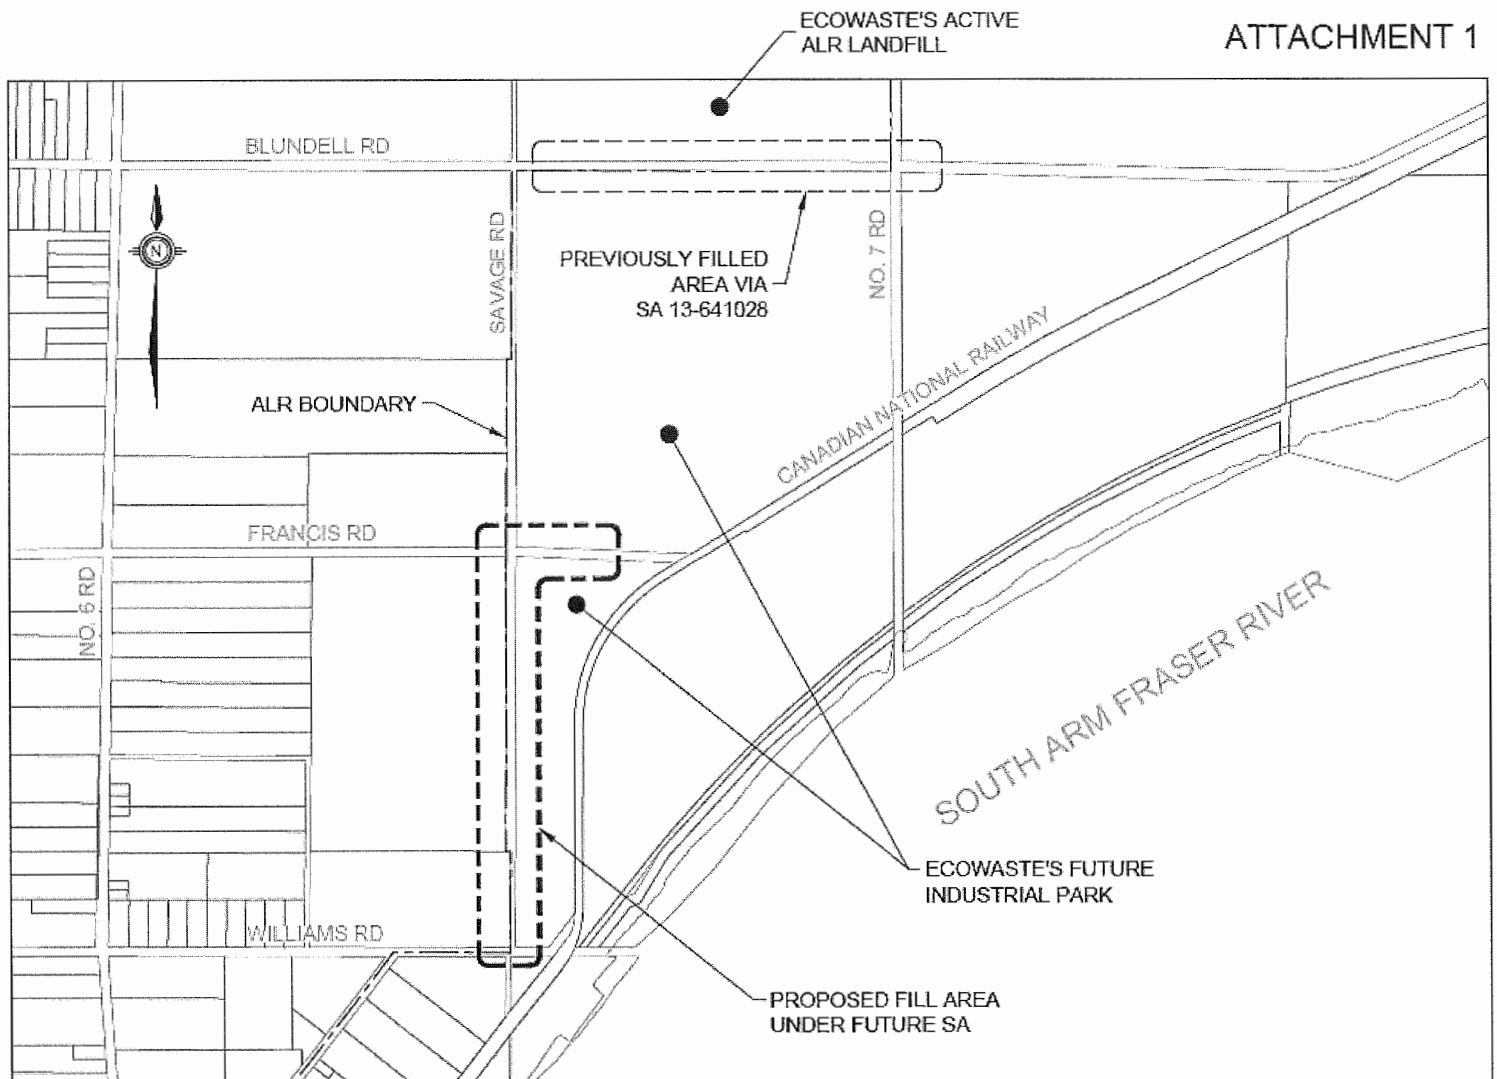 ECOWASTE'S ACTIVE
ALR LANDFILL
ATTACHMENT 1
BLUNDELL RD
N
SAVAGE RD
PREVIOUSLY FILLED
AREA VIA
SA 13-641028
NO. 7 RD
CANADIAN NATIONAL RAILWAY
ALR BOUNDARY
FRANCIS RD
NO. 6 RD
SOUTH ARM FRASER RIVER
ECOWASTE'S FUTURE
INDUSTRIAL PARK
WILLIAMS RD
PROPOSED FILL AREA
UNDER FUTURE SA